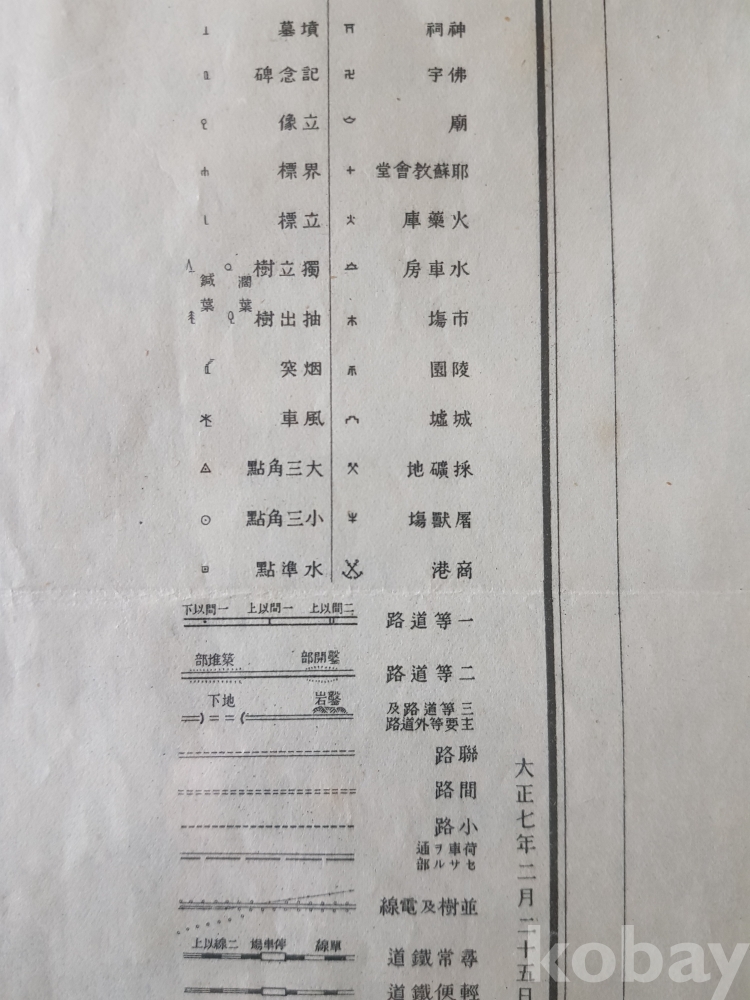 神祠
佛宇
廟
耶蘇教會堂
火藥庫
水車房
市塲
陵園
城墟
採礦地
屠獸塲
商港
墳墓
記念碑
立像
界標
立標
獨立樹
濶葉
鍼葉
抽出樹
烟突
風車
大三角點
小三角點
水準點
一等道路
二間以上 一間以上 一間以下
二等道路
鑿開部 築堆部
三等道路及
主要等外道路
鑿岩 地下
聯路
間路
小路
荷車ヲ通
セサル部
並樹及電線
尋常鐵道
單線 停車塲 二線以上
輕便鐵道
大正七年二月二十五日
kobay